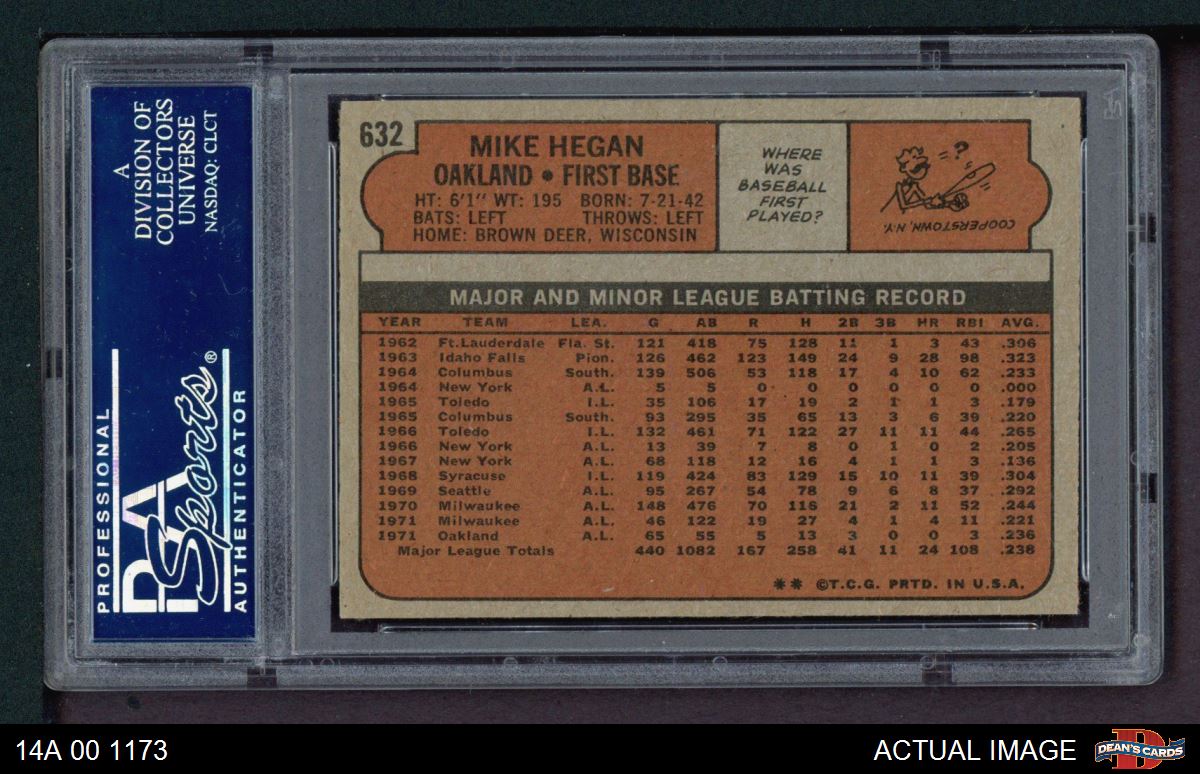 A
DIVISION OF
COLLECTORS
UNIVERSE
NASDAQ: CLCT
PROFESSIONAL
PSA
Sports®
AUTHENTICATOR
632
MIKE HEGAN
OAKLAND • FIRST BASE
HT: 6'1" WT: 195 BORN: 7-21-42
BATS: LEFT THROWS: LEFT
HOME: BROWN DEER, WISCONSIN
WHERE
WAS
BASEBALL
FIRST
PLAYED?
=?
COOPERSTOWN, N.Y.
MAJOR AND MINOR LEAGUE BATTING RECORD
YEAR TEAM LEA. G AB R H 2B 3B HR RBI AVG.
1962 Ft.Lauderdale Fla. St. 121 418 75 128 11 1 3 43 .306
1963 Idaho Falls Pion. 126 462 123 149 24 9 28 98 .323
1964 Columbus South. 139 506 53 118 17 4 10 62 .233
1964 New York A.L. 5 5 0 0 0 0 0 0 .000
1965 Toledo I.L. 35 106 17 19 2 1 1 3 .179
1965 Columbus South. 93 295 35 65 13 3 6 39 .220
1966 Toledo I.L. 132 461 71 122 27 11 11 44 .265
1966 New York A.L. 13 39 7 8 0 1 0 2 .205
1967 New York A.L. 68 118 12 16 4 1 1 3 .136
1968 Syracuse I.L. 119 424 83 129 15 10 11 39 .304
1969 Seattle A.L. 95 267 54 78 9 6 8 37 .292
1970 Milwaukee A.L. 148 476 70 116 21 2 11 52 .244
1971 Milwaukee A.L. 46 122 19 27 4 1 4 11 .221
1971 Oakland A.L. 65 55 5 13 3 0 0 3 .236
Major League Totals 440 1082 167 258 41 11 24 108 .238
** ©T.C.G. PRTD. IN U.S.A.
14A 00 1173
ACTUAL IMAGE
D
DEAN'S CARDS